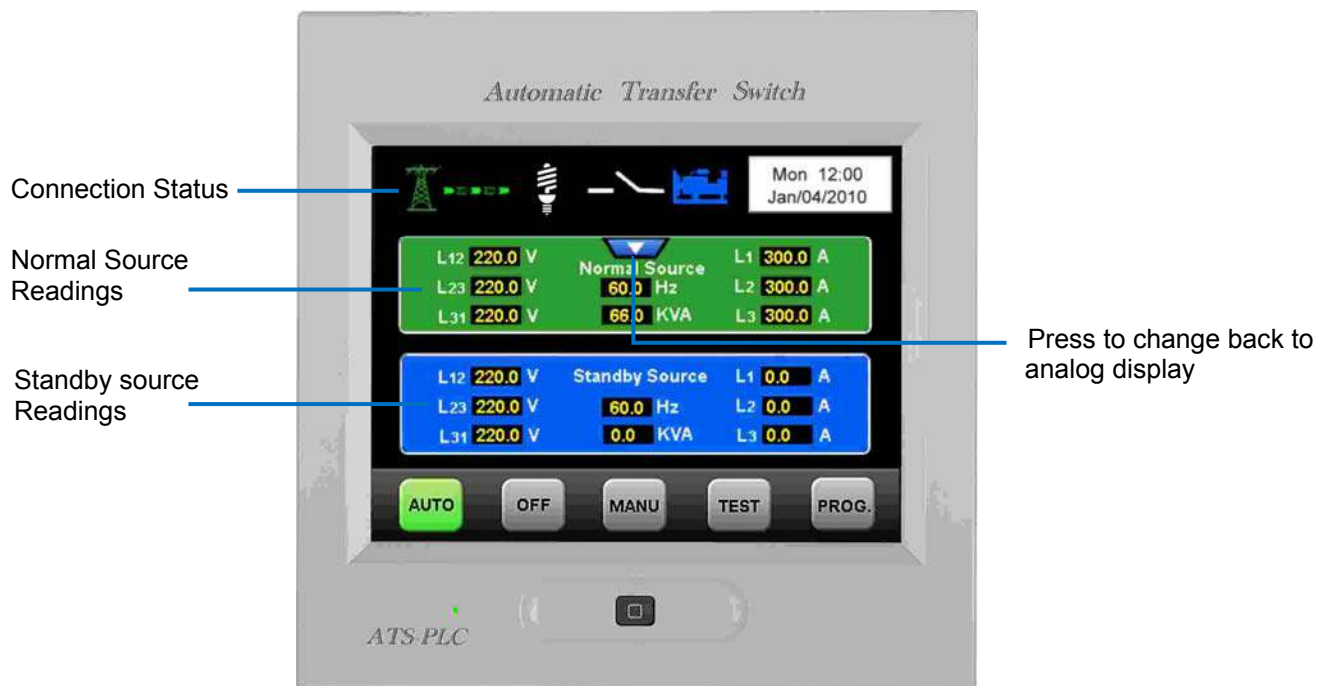 Automatic Transfer Switch
Mon 12:00
Jan/04/2010
Connection Status
Normal Source
Readings
L12 220.0 V
L23 220.0 V
L31 220.0 V
Normal Source
60.0 Hz
66.0 KVA
L1 300.0 A
L2 300.0 A
L3 300.0 A
Press to change back to
analog display
Standby source
Readings
L12 220.0 V
L23 220.0 V
L31 220.0 V
Standby Source
60.0 Hz
0.0 KVA
L1 0.0 A
L2 0.0 A
L3 0.0 A
AUTO OFF MANU TEST PROG.
ATS-PLC